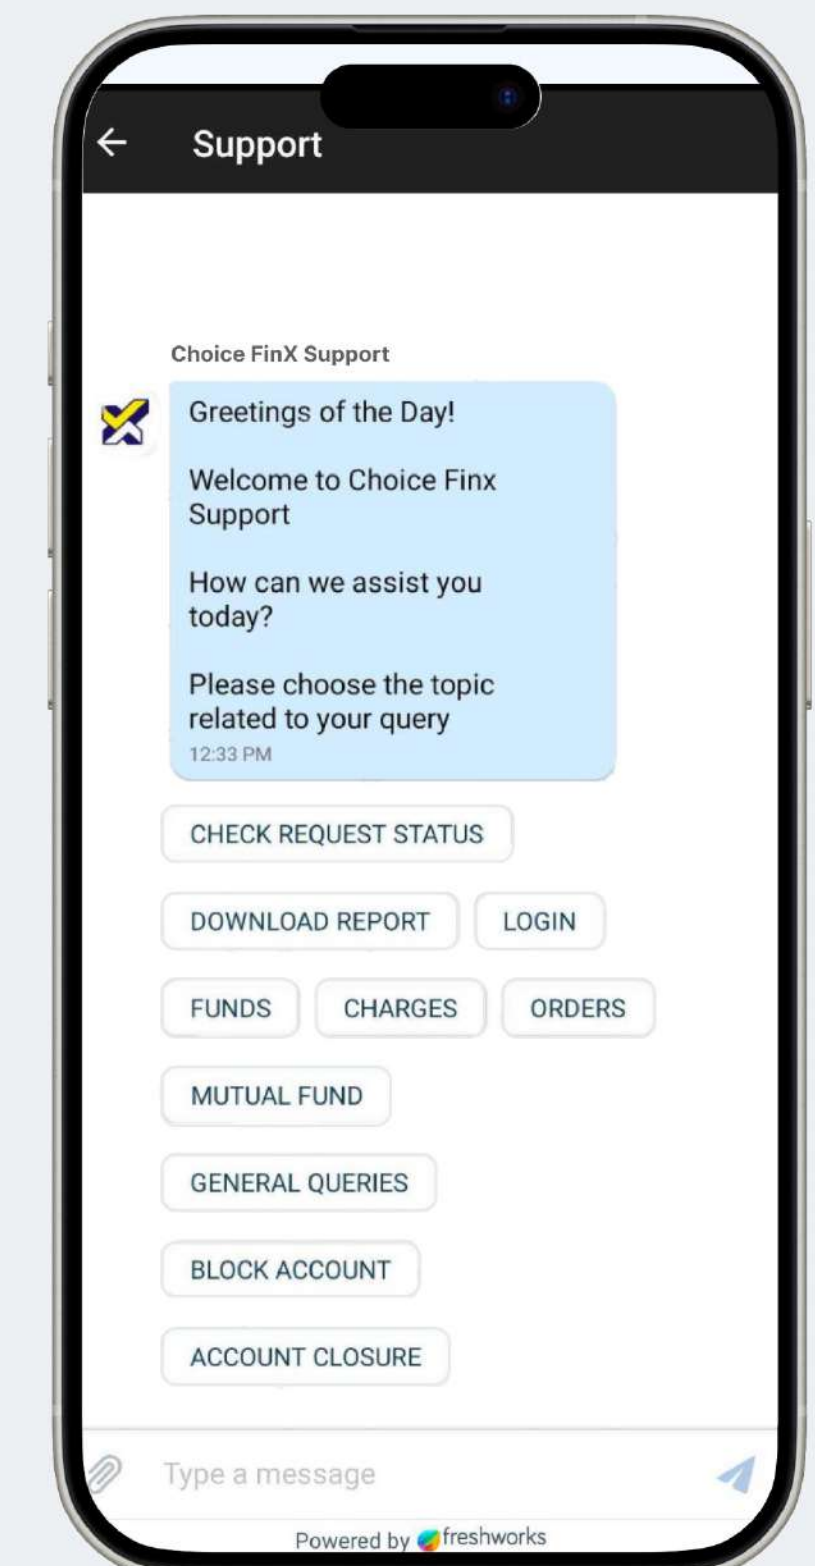 Support
Choice FinX Support
Greetings of the Day!
Welcome to Choice Finx
Support
How can we assist you
today?
Please choose the topic
related to your query
12:33 PM
CHECK REQUEST STATUS
DOWNLOAD REPORT LOGIN
FUNDS CHARGES ORDERS
MUTUAL FUND
GENERAL QUERIES
BLOCK ACCOUNT
ACCOUNT CLOSURE
Type a message
Powered by freshworks